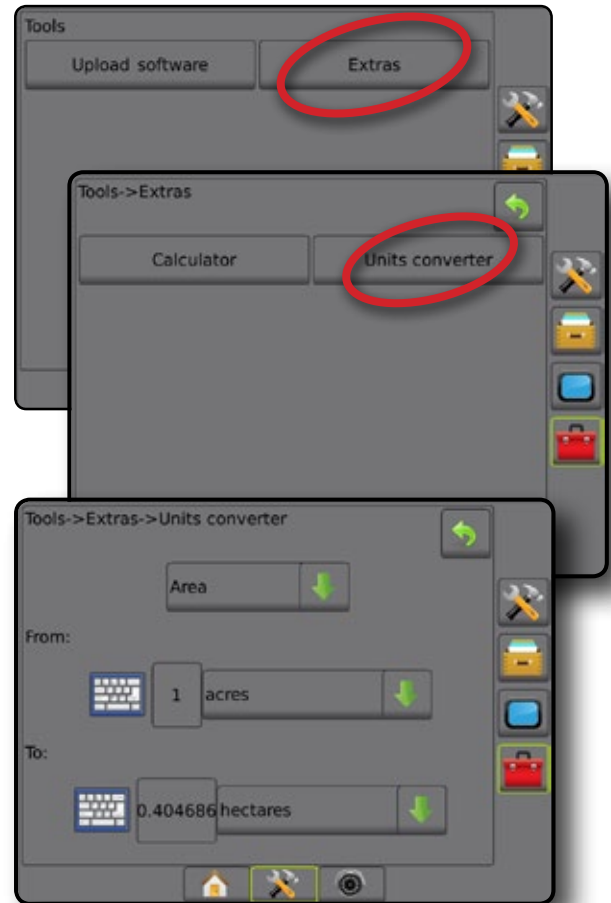 Tools
Upload software Extras
Tools->Extras
Calculator Units converter
Tools->Extras->Units converter
Area
From:
1 acres
To:
0.404686 hectares